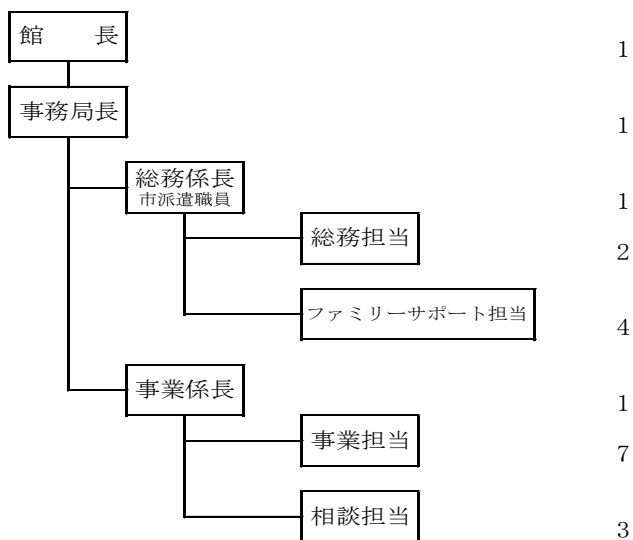 館　　長
1
事務局長
1
総務係長
市派遣職員
1
総務担当
2
ファミリーサポート担当
4
事業係長
1
事業担当
7
相談担当
3